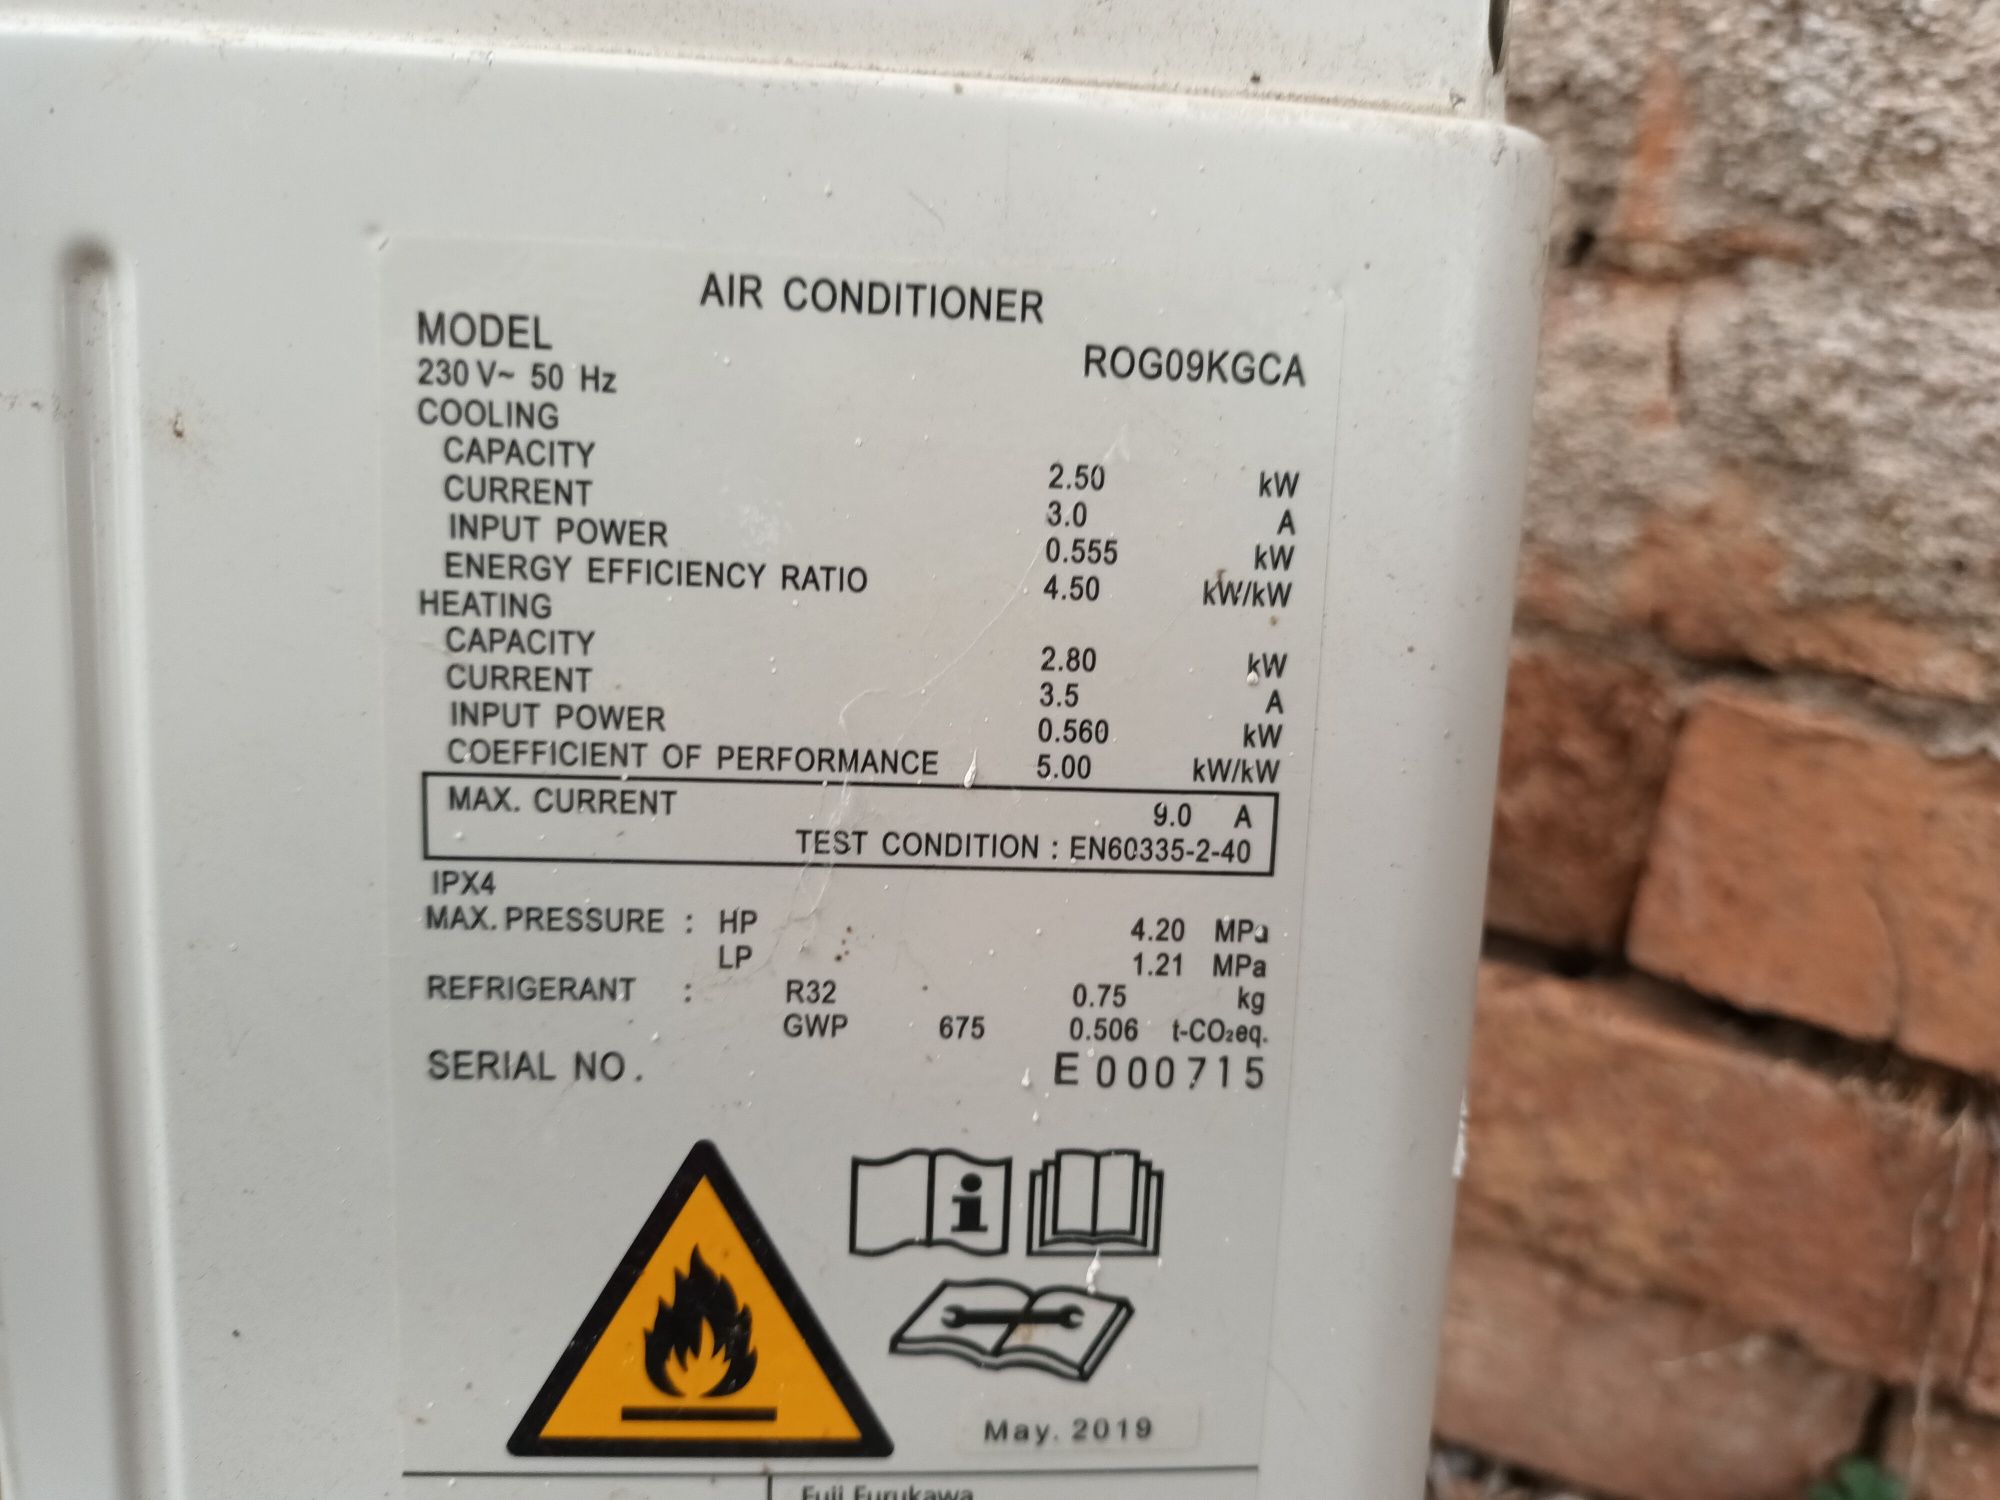 AIR CONDITIONER
MODEL ROG09KGCA
230 V~ 50 Hz
COOLING
CAPACITY 2.50 kW
CURRENT 3.0 A
INPUT POWER 0.555 kW
ENERGY EFFICIENCY RATIO 4.50 kW/kW
HEATING
CAPACITY 2.80 kW
CURRENT 3.5 A
INPUT POWER 0.560 kW
COEFFICIENT OF PERFORMANCE 5.00 kW/kW
MAX. CURRENT 9.0 A
TEST CONDITION : EN60335-2-40
IPX4
MAX. PRESSURE : HP 4.20 MPa
LP 1.21 MPa
REFRIGERANT : R32 0.75 kg
GWP 675 0.506 t-CO₂eq.
SERIAL NO. E000715
May. 2019
Fuji Furukawa